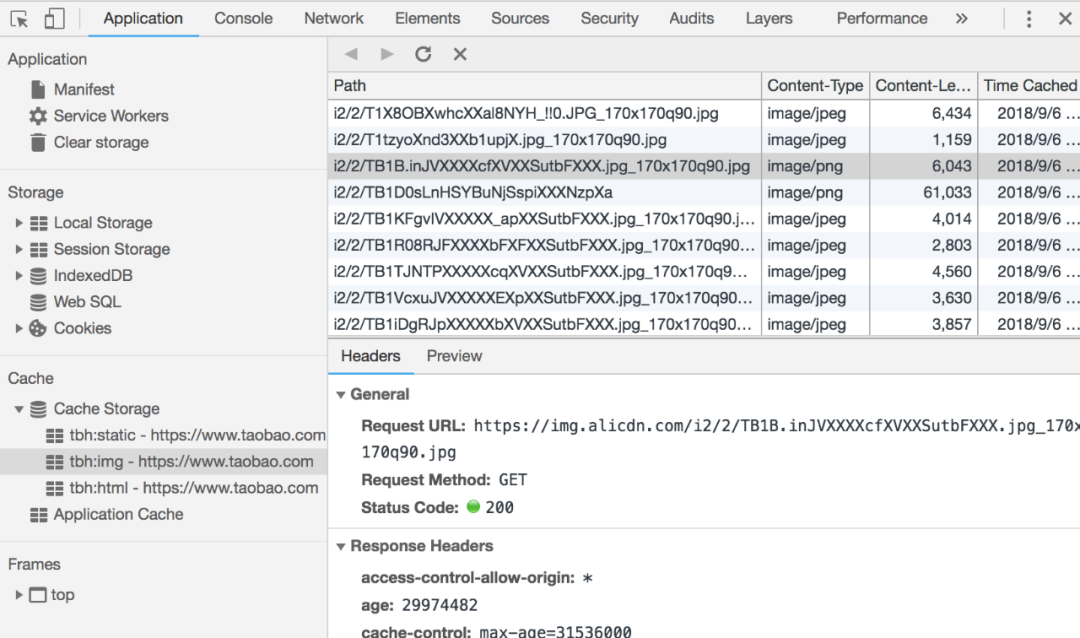 Application Console Network Elements Sources Security Audits Layers Performance »
Application
Manifest
Service Workers
Clear storage
Storage
Local Storage
Session Storage
IndexedDB
Web SQL
Cookies
Cache
Cache Storage
tbh:static - https://www.taobao.com
tbh:img - https://www.taobao.com
tbh:html - https://www.taobao.com
Application Cache
Frames
top
Path Content-Type Content-Le... Time Cached
i2/2/T1X8OBXwhcXXal8NYH_!!0.JPG_170x170q90.jpg image/jpeg 6,434 2018/9/6 ...
i2/2/T1tzyoXnd3XXb1upjX.jpg_170x170q90.jpg image/jpeg 1,159 2018/9/6 ...
i2/2/TB1B.inJVXXXXcfXVXXSutbFXXX.jpg_170x170q90.jpg image/png 6,043 2018/9/6 ...
i2/2/TB1D0sLnHSYBuNjSspiXXXNzpXa image/png 61,033 2018/9/6 ...
i2/2/TB1KFgvIVXXXXX_apXXSutbFXXX.jpg_170x170q90.j... image/jpeg 4,014 2018/9/6 ...
i2/2/TB1R08RJFXXXXbFXFXXSutbFXXX.jpg_170x170q90... image/jpeg 2,803 2018/9/6 ...
i2/2/TB1TJNTPXXXXXcqXVXXSutbFXXX.jpg_170x170q9... image/jpeg 4,560 2018/9/6 ...
i2/2/TB1VcxuJVXXXXXEXpXXSutbFXXX.jpg_170x170q90... image/jpeg 3,630 2018/9/6 ...
i2/2/TB1iDgRJpXXXXXbXVXXSutbFXXX.jpg_170x170q90... image/jpeg 3,857 2018/9/6 ...
Headers Preview
General
Request URL: https://img.alicdn.com/i2/2/TB1B.inJVXXXXcfXVXXSutbFXXX.jpg_170x
170q90.jpg
Request Method: GET
Status Code: 200
Response Headers
access-control-allow-origin: *
age: 29974482
cache-control: max-age=31536000